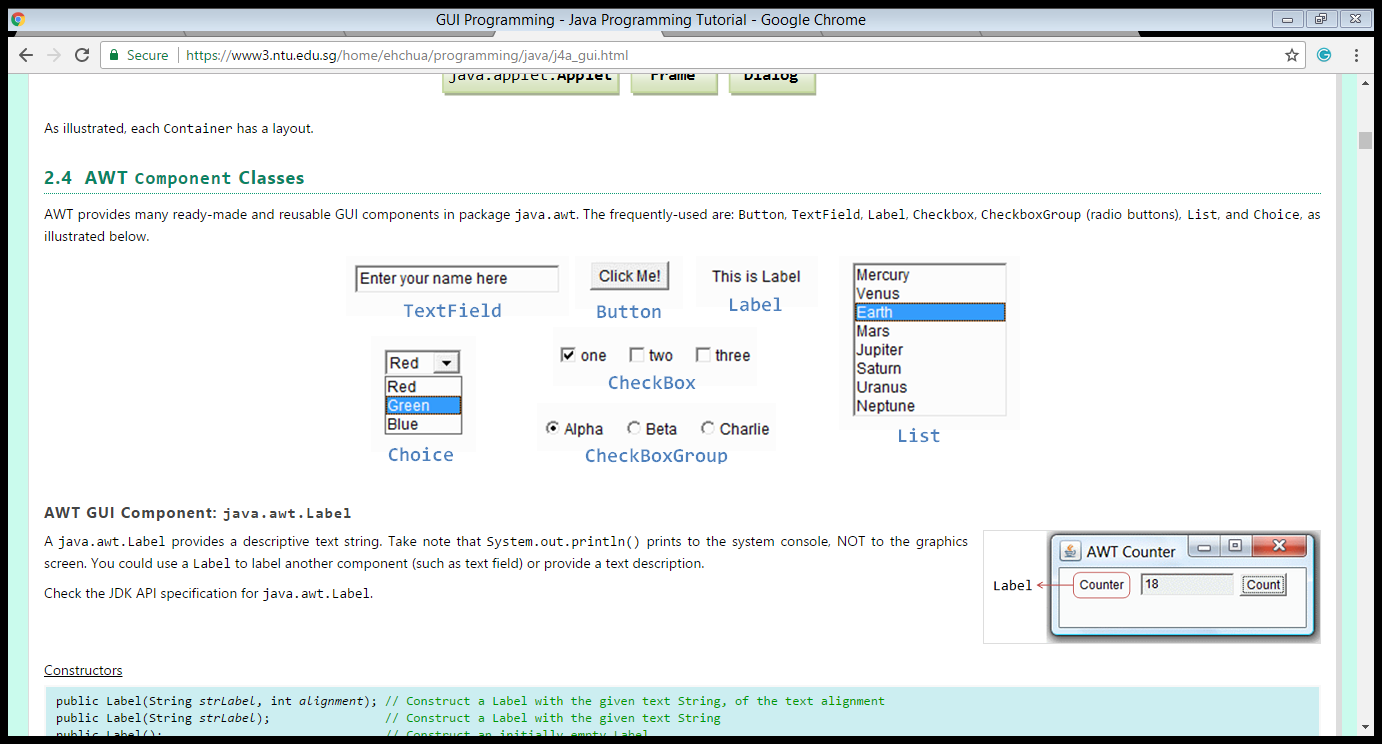 GUI Programming - Java Programming Tutorial - Google Chrome
Secure https://www3.ntu.edu.sg/home/ehchua/programming/java/j4a_gui.html
java.applet.Applet Frame Dialog
As illustrated, each Container has a layout.
2.4 AWT Component Classes
AWT provides many ready-made and reusable GUI components in package java.awt. The frequently-used are: Button, TextField, Label, Checkbox, CheckboxGroup (radio buttons), List, and Choice, as
illustrated below.
Enter your name here
TextField
Click Me!
Button
This is Label
Label
Mercury
Venus
Earth
Mars
Jupiter
Saturn
Uranus
Neptune
List
Red
Red
Green
Blue
Choice
one two three
CheckBox
Alpha Beta Charlie
CheckBoxGroup
AWT GUI Component: java.awt.Label
A java.awt.Label provides a descriptive text string. Take note that System.out.println() prints to the system console, NOT to the graphics
screen. You could use a Label to label another component (such as text field) or provide a text description.
Check the JDK API specification for java.awt.Label.
AWT Counter
Label Counter 18 Count
Constructors
public Label(String strLabel, int alignment); // Construct a Label with the given text String, of the text alignment
public Label(String strLabel); // Construct a Label with the given text String
public Label(); // Construct an initially empty Label